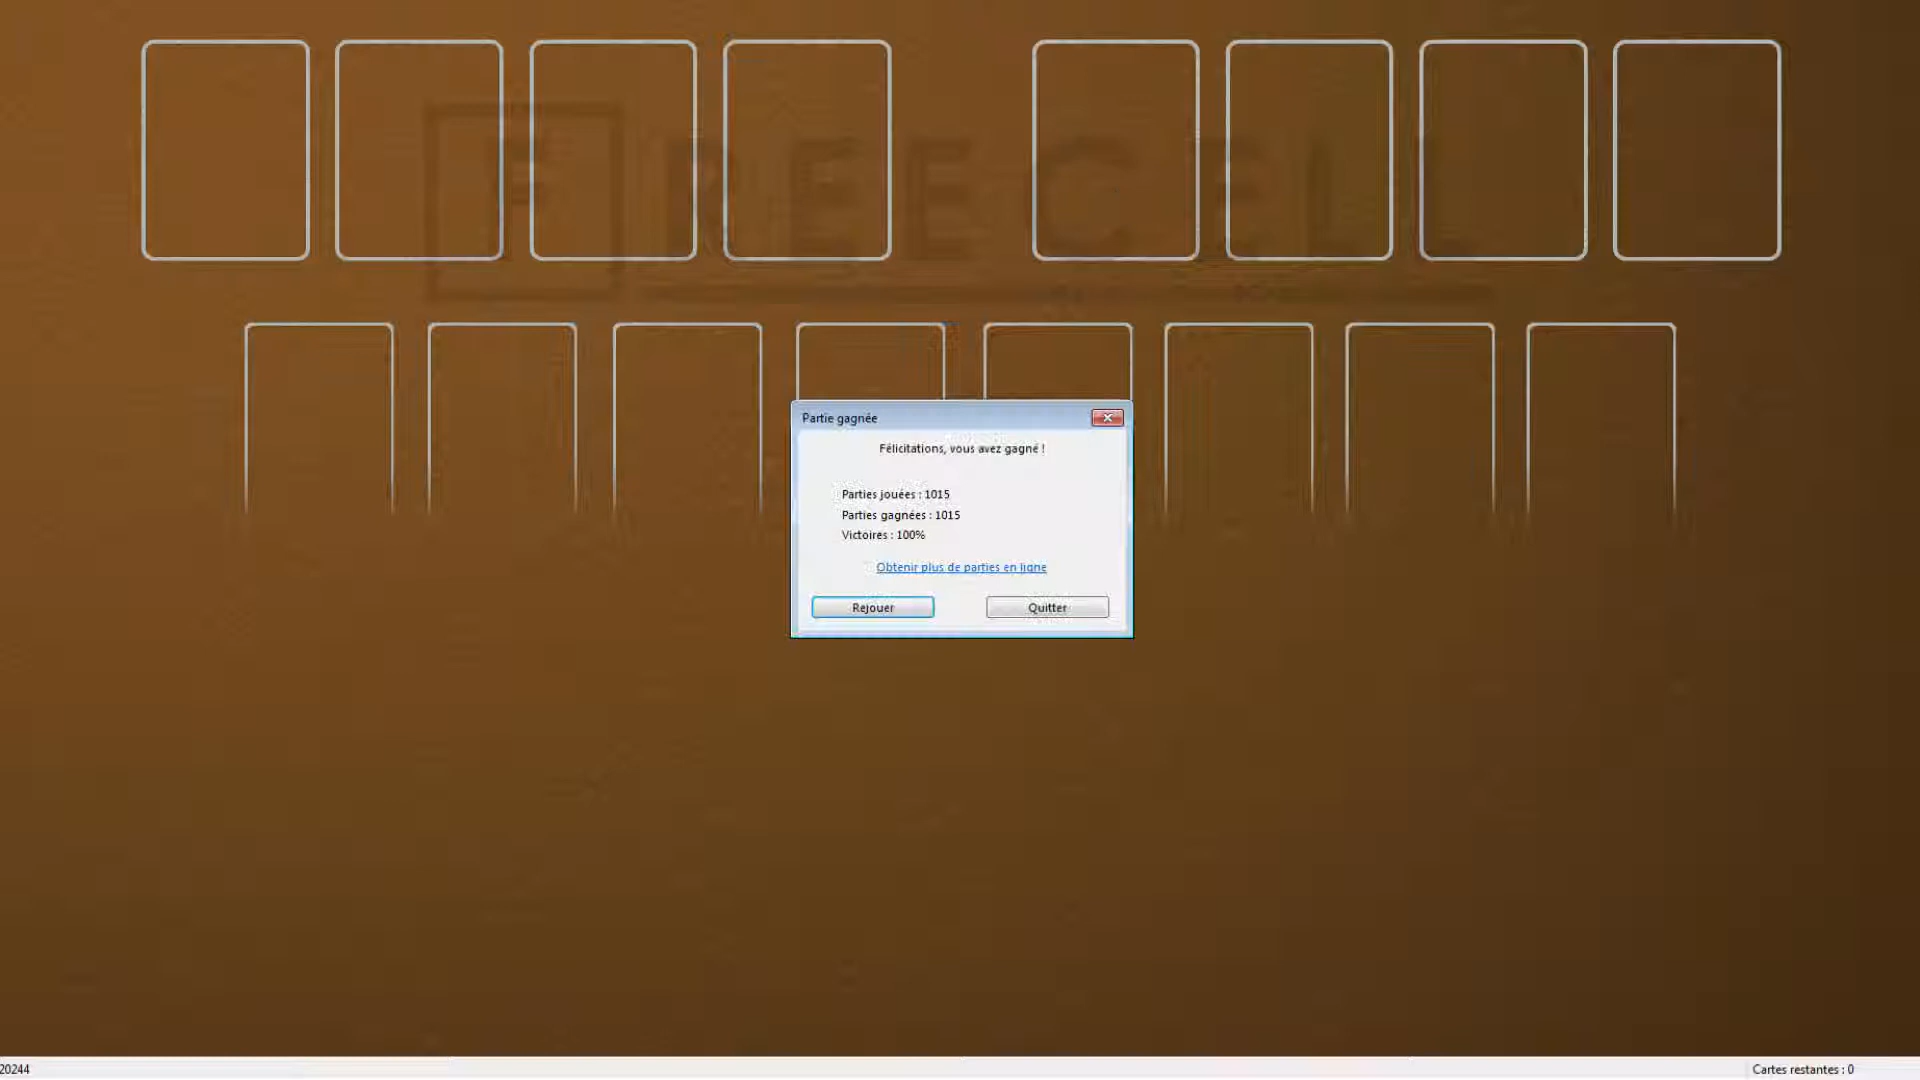 FREECELL
Partie gagnée
Félicitations, vous avez gagné !
Parties jouées : 1015
Parties gagnées : 1015
Victoires : 100%
Obtenir plus de parties en ligne
Rejouer
Quitter
20244
Cartes restantes : 0